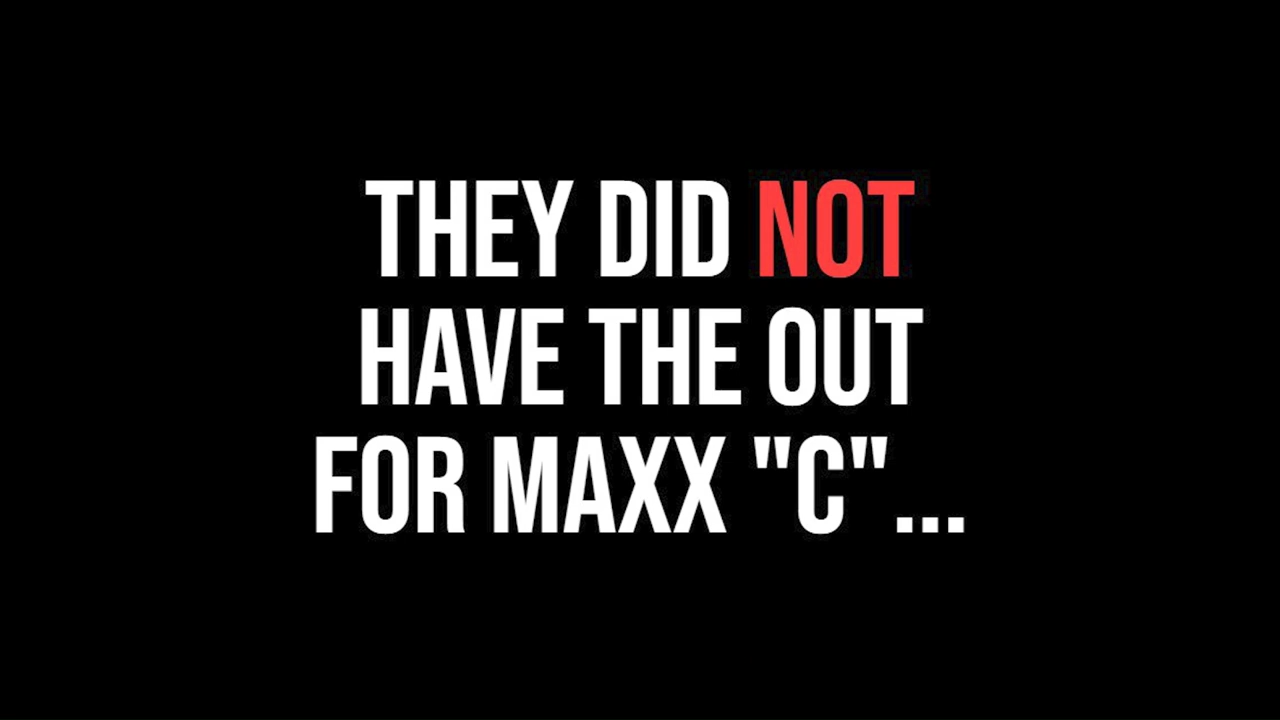 THEY DID NOT
HAVE THE OUT
FOR MAXX "C"...